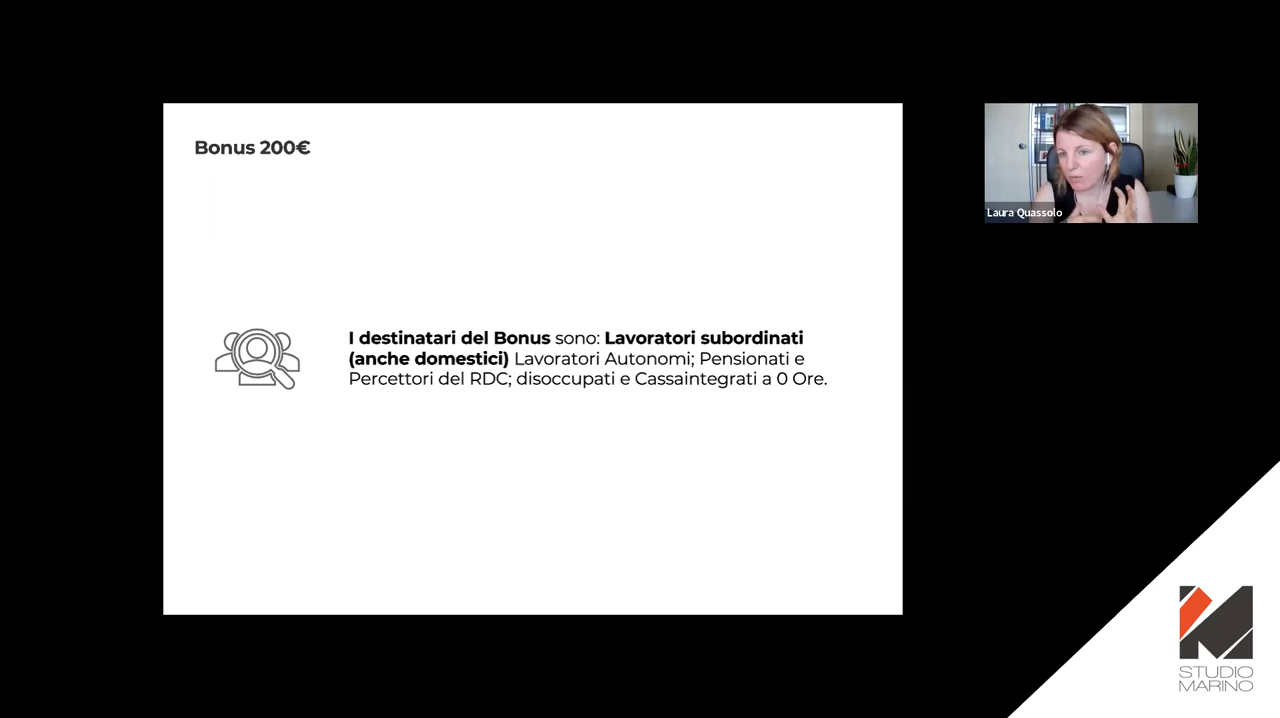 Bonus 200€
I destinatari del Bonus sono: Lavoratori subordinati
(anche domestici) Lavoratori Autonomi; Pensionati e
Percettori del RDC; disoccupati e Cassaintegrati a 0 Ore.
Laura Quassolo
STUDIO
MARINO